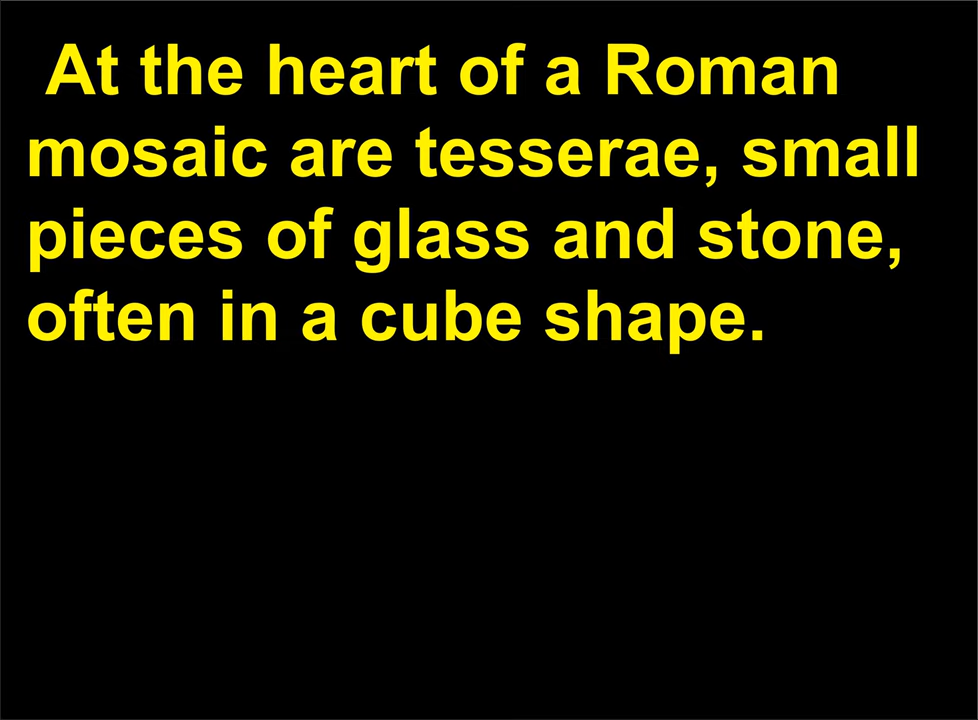 At the heart of a Roman
mosaic are tesserae, small
pieces of glass and stone,
often in a cube shape.